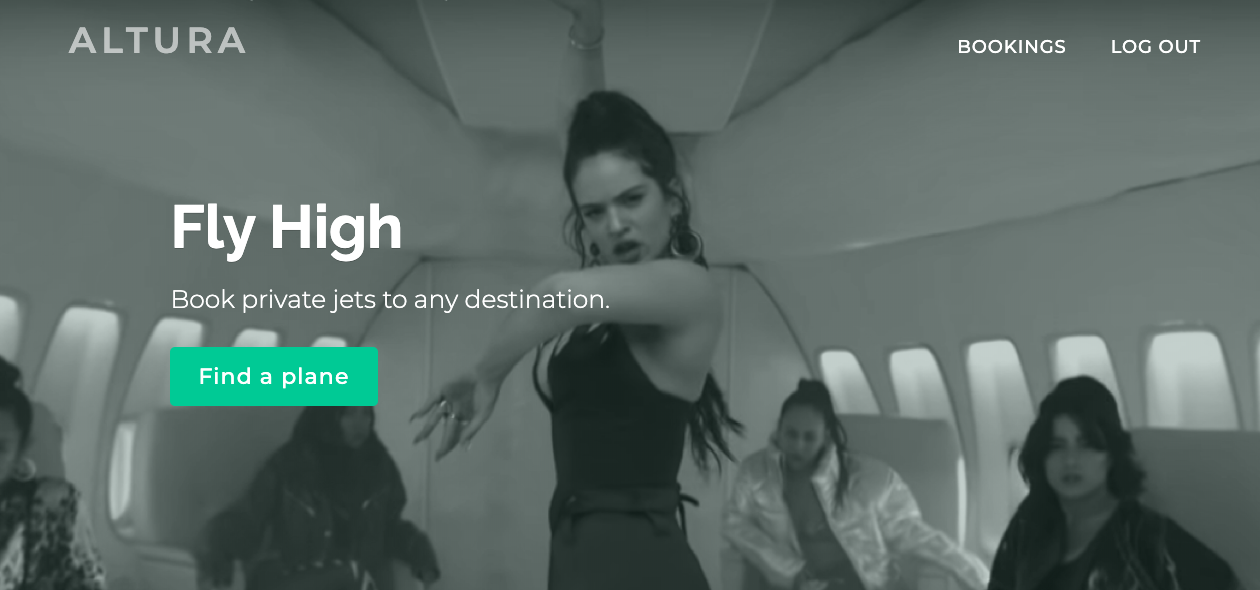 ALTURA
BOOKINGS
LOG OUT
Fly High
Book private jets to any destination.
Find a plane